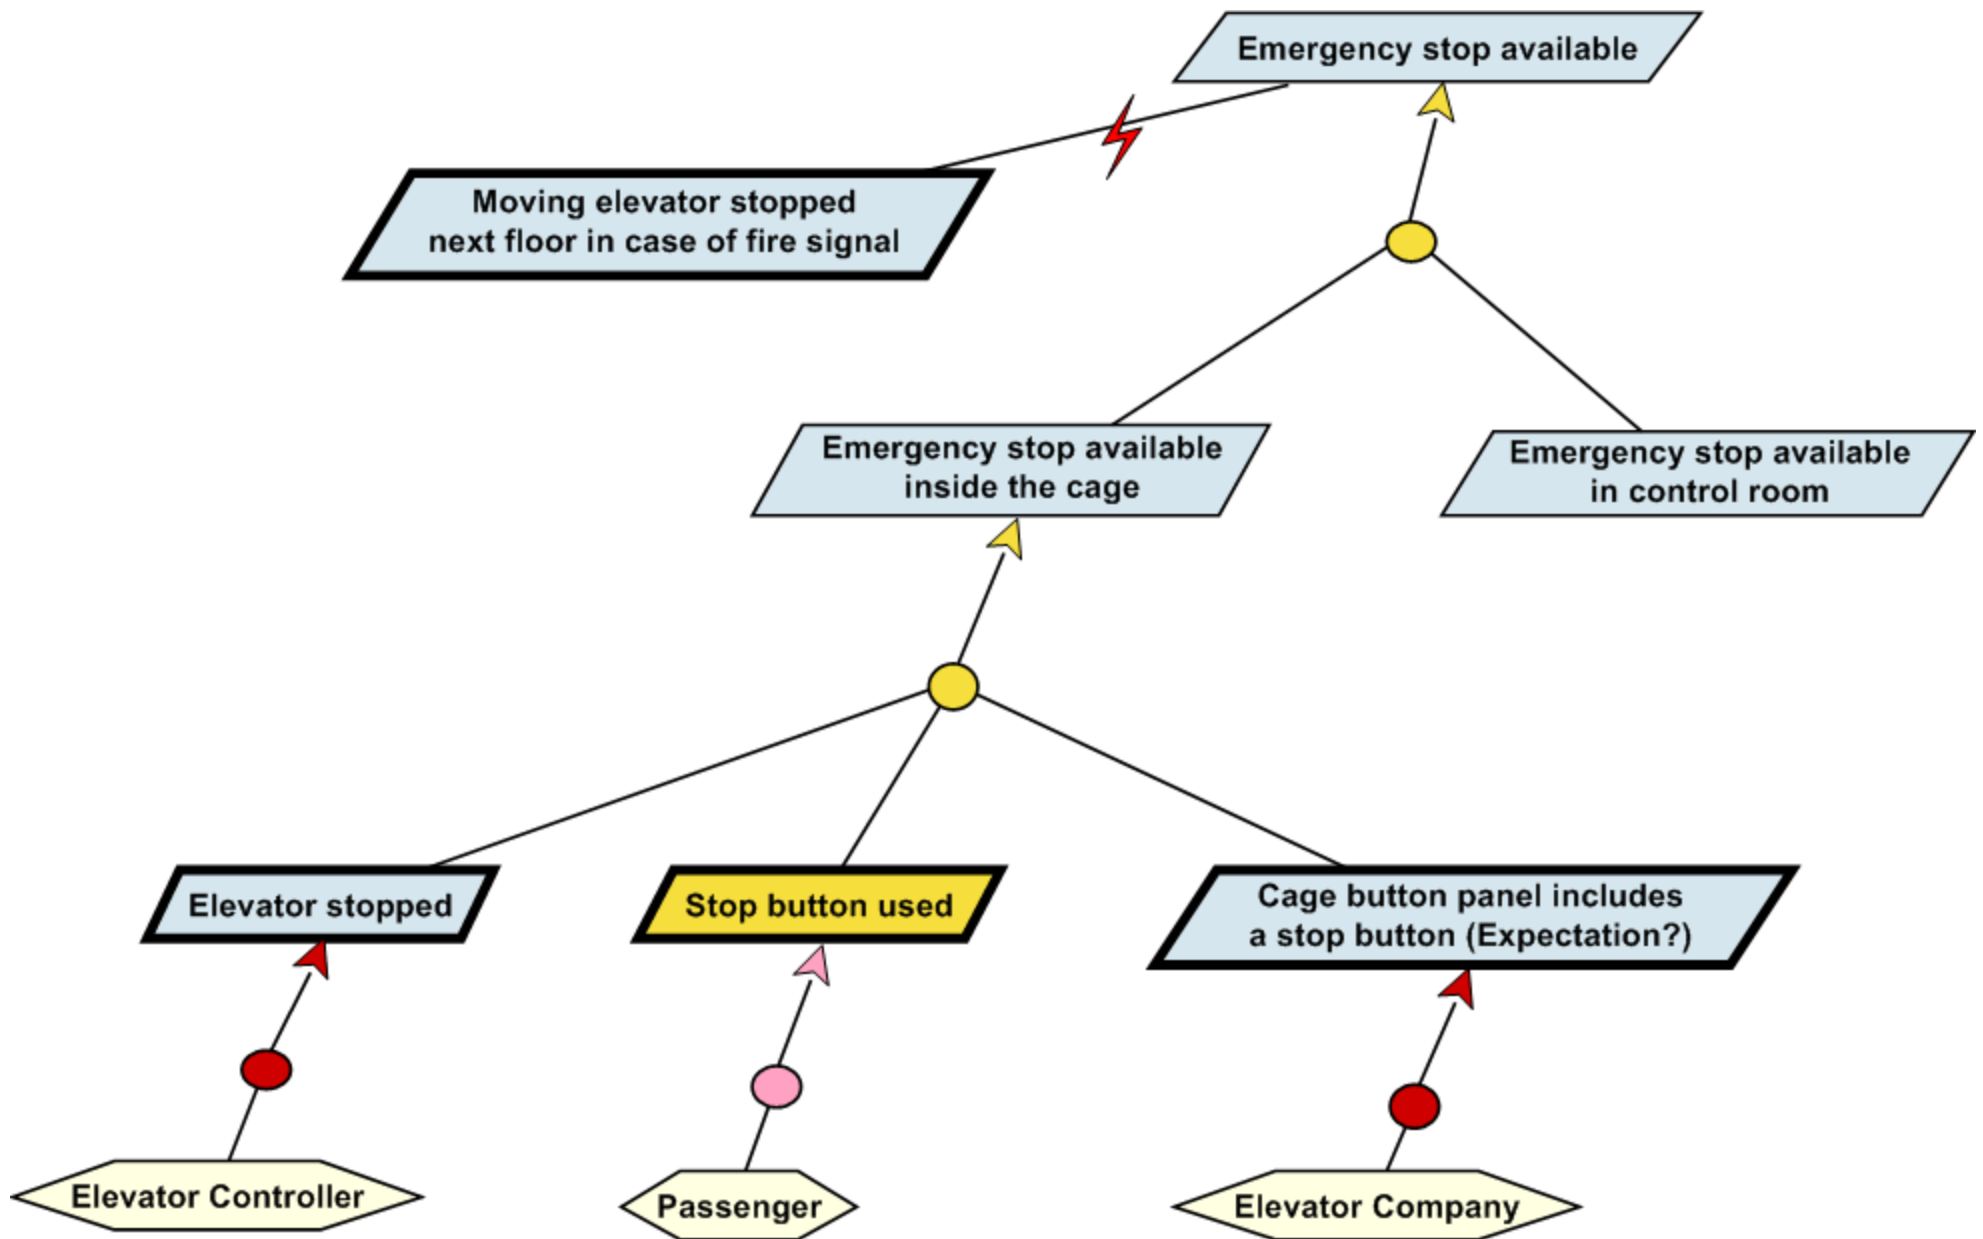 Emergency stop available
Moving elevator stopped
next floor in case of fire signal
Emergency stop available
inside the cage
Emergency stop available
in control room
Elevator stopped
Stop button used
Cage button panel includes
a stop button (Expectation?)
Elevator Controller
Passenger
Elevator Company